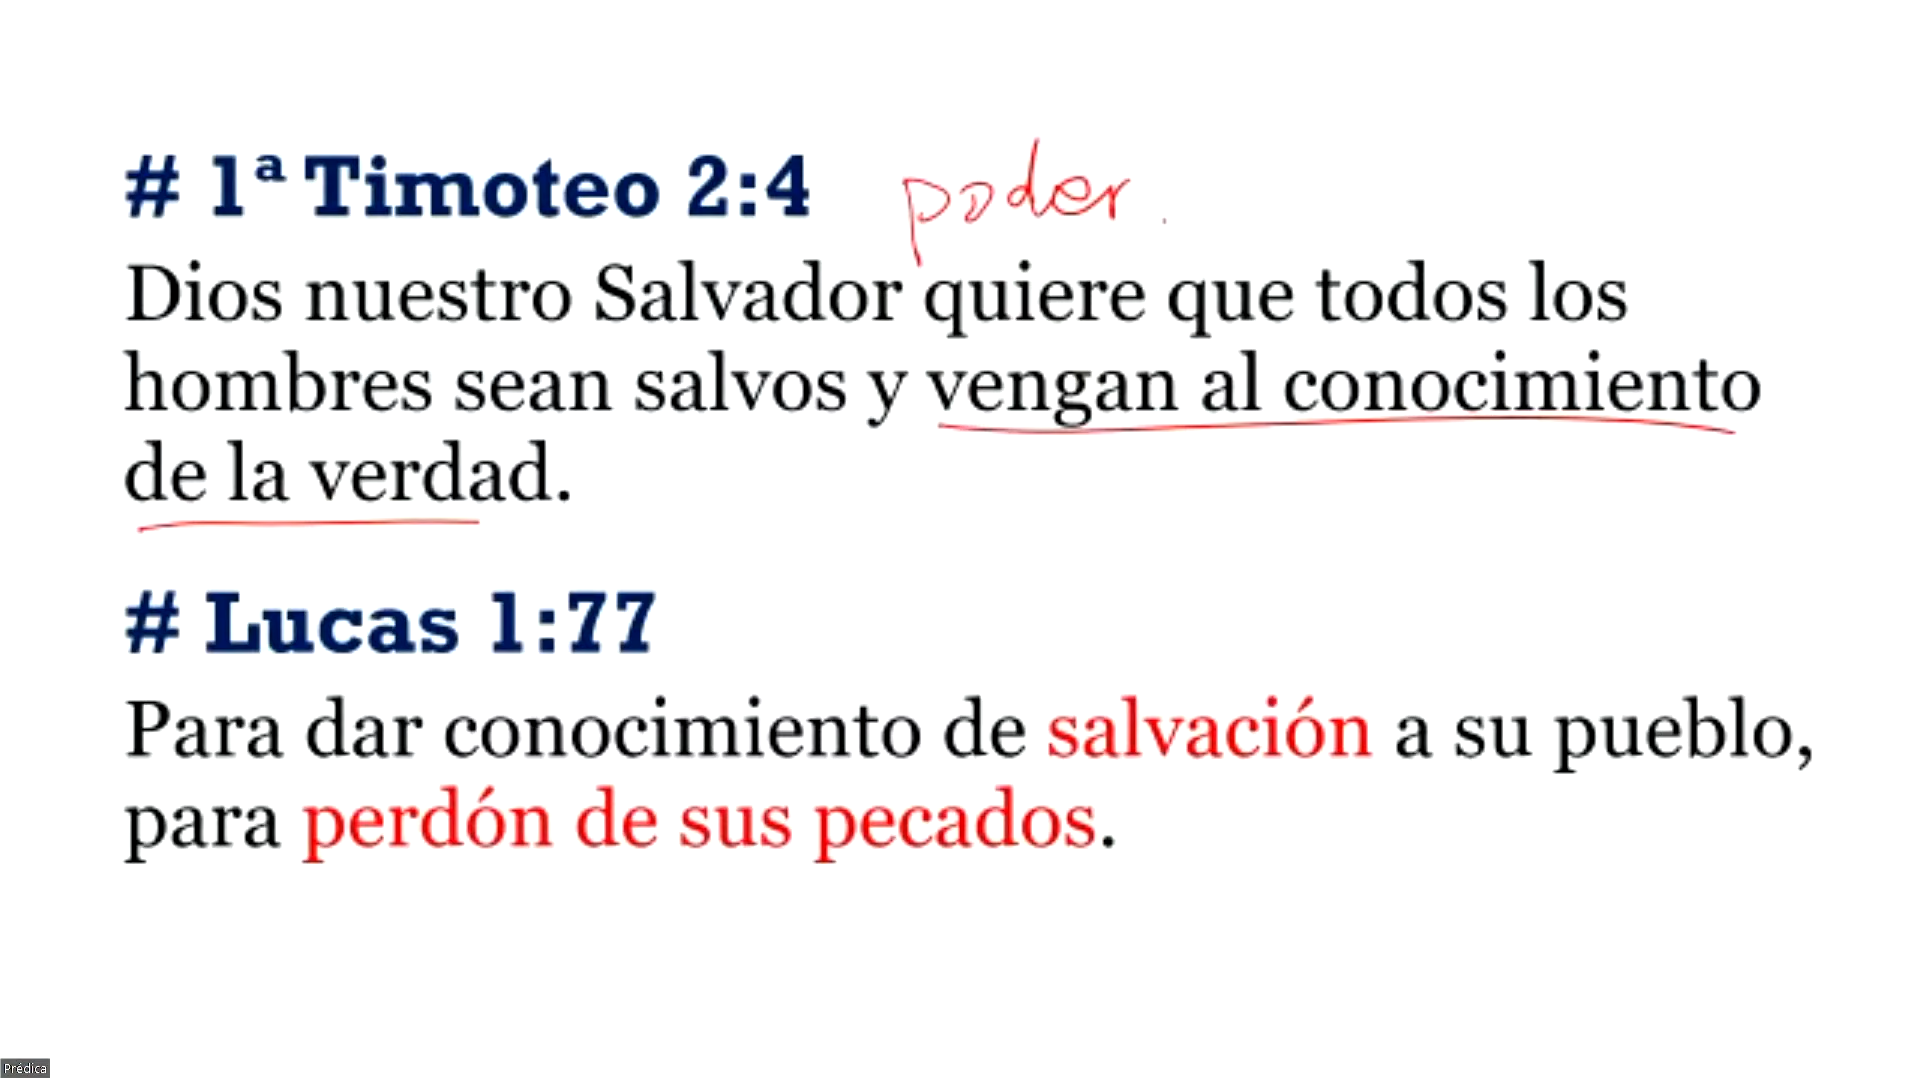 # 1ª Timoteo 2:4 poder.
Dios nuestro Salvador quiere que todos los
hombres sean salvos y vengan al conocimiento
de la verdad.
# Lucas 1:77
Para dar conocimiento de salvación a su pueblo,
para perdón de sus pecados.
Prédica